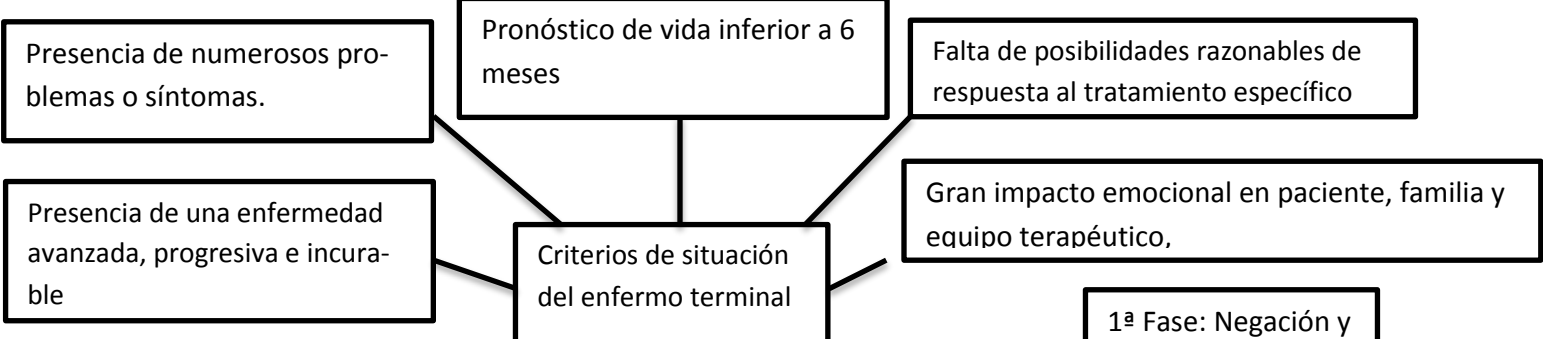 Presencia de numerosos pro-
blemas o síntomas.
Pronóstico de vida inferior a 6
meses
Falta de posibilidades razonables de
respuesta al tratamiento específico
Presencia de una enfermedad
avanzada, progresiva e incura-
ble
Criterios de situación
del enfermo terminal
Gran impacto emocional en paciente, familia y
equipo terapéutico,
1ª Fase: Negación y